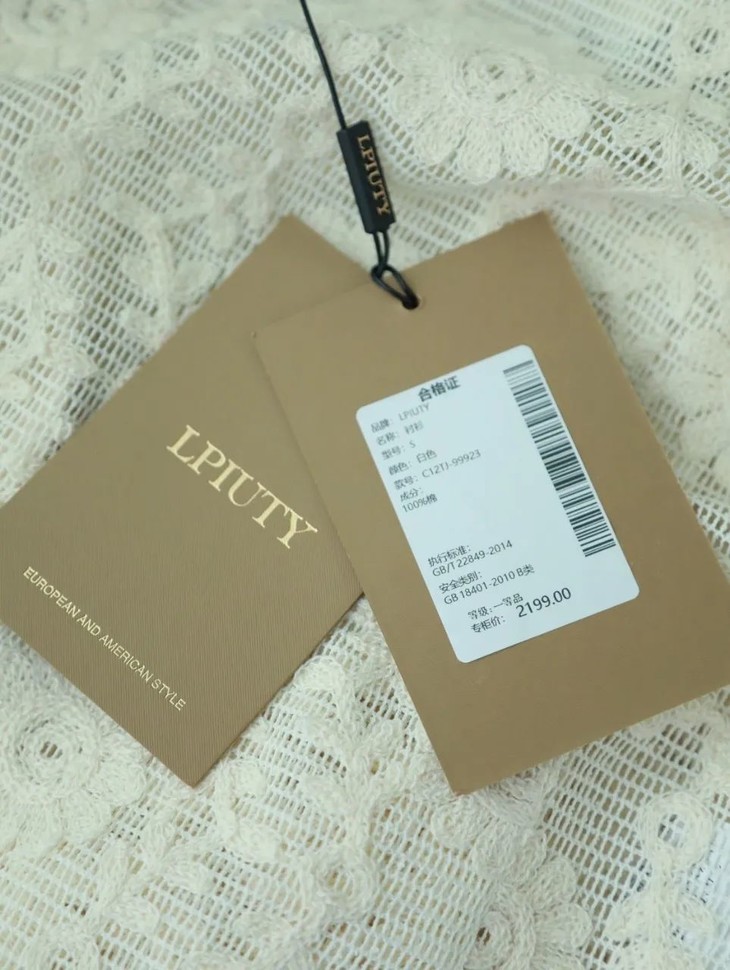 LPIUTY
LPIUTY
EUROPEAN AND AMERICAN STYLE
合格证
品牌: LPIUTY
名称: 衬衫
型号: S
颜色: 白色
款号: C12TJ-99923
成分:
100%棉
执行标准:
GB/T 22849-2014
安全类别:
GB 18401-2010 B类
等级: 一等品
专柜价: 2199.00